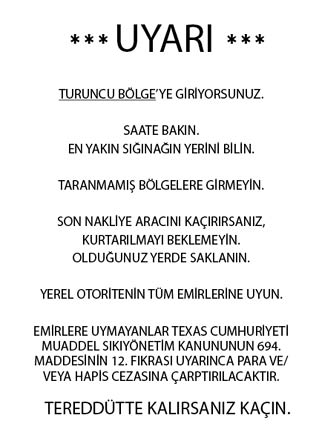 *** UYARI ***
TURUNCU BÖLGE'YE GİRİYORSUNUZ.
SAATE BAKIN.
EN YAKIN SIĞINAĞIN YERİNİ BİLİN.
TARANMAMIŞ BÖLGELERE GİRMEYİN.
SON NAKLİYE ARACINI KAÇIRIRSANIZ,
KURTARILMAYI BEKLEMEYİN.
OLDUĞUNUZ YERDE SAKLANIN.
YEREL OTORİTENİN TÜM EMİRLERİNE UYUN.
EMİRLERE UYMAYANLAR TEXAS CUMHURİYETİ
MUADDEL SIKIYÖNETİM KANUNUNUN 694.
MADDESİNİN 12. FIKRASI UYARINCA PARA VE/
VEYA HAPİS CEZASINA ÇARPTIRILACAKTIR.
TEREDDÜTTE KALIRSANIZ KAÇIN.